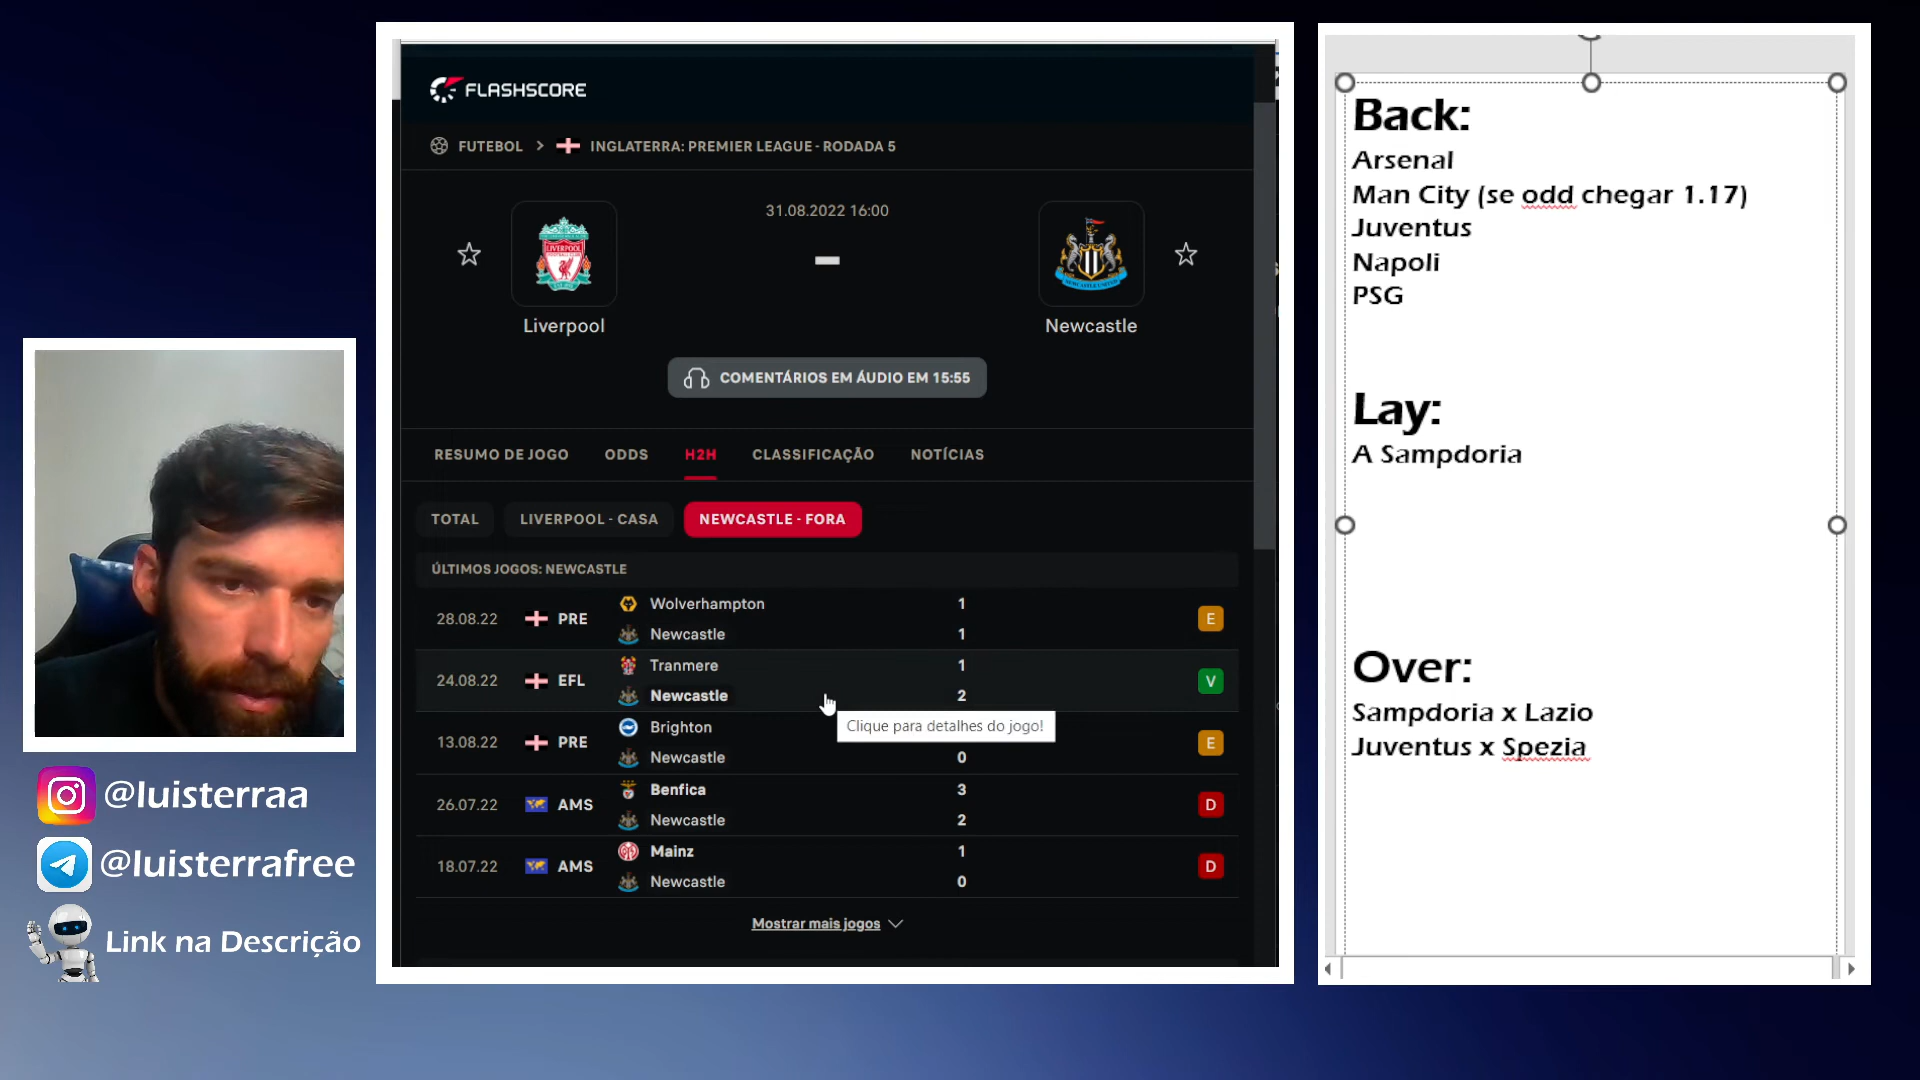 FLASHSCORE
FUTEBOL > INGLATERRA: PREMIER LEAGUE - RODADA 5
31.08.2022 16:00
Liverpool
Newcastle
COMENTÁRIOS EM ÁUDIO EM 15:55
RESUMO DE JOGO ODDS H2H CLASSIFICAÇÃO NOTÍCIAS
TOTAL LIVERPOOL - CASA NEWCASTLE - FORA
ÚLTIMOS JOGOS: NEWCASTLE
28.08.22 PRE Wolverhampton 1 E
Newcastle 1
24.08.22 EFL Tranmere 1 V
Newcastle 2
Clique para detalhes do jogo!
13.08.22 PRE Brighton E
Newcastle 0
26.07.22 AMS Benfica 3 D
Newcastle 2
18.07.22 AMS Mainz 1 D
Newcastle 0
Mostrar mais jogos
Back:
Arsenal
Man City (se odd chegar 1.17)
Juventus
Napoli
PSG
Lay:
A Sampdoria
Over:
Sampdoria x Lazio
Juventus x Spezia
@luisterraa
@luisterrafree
Link na Descrição